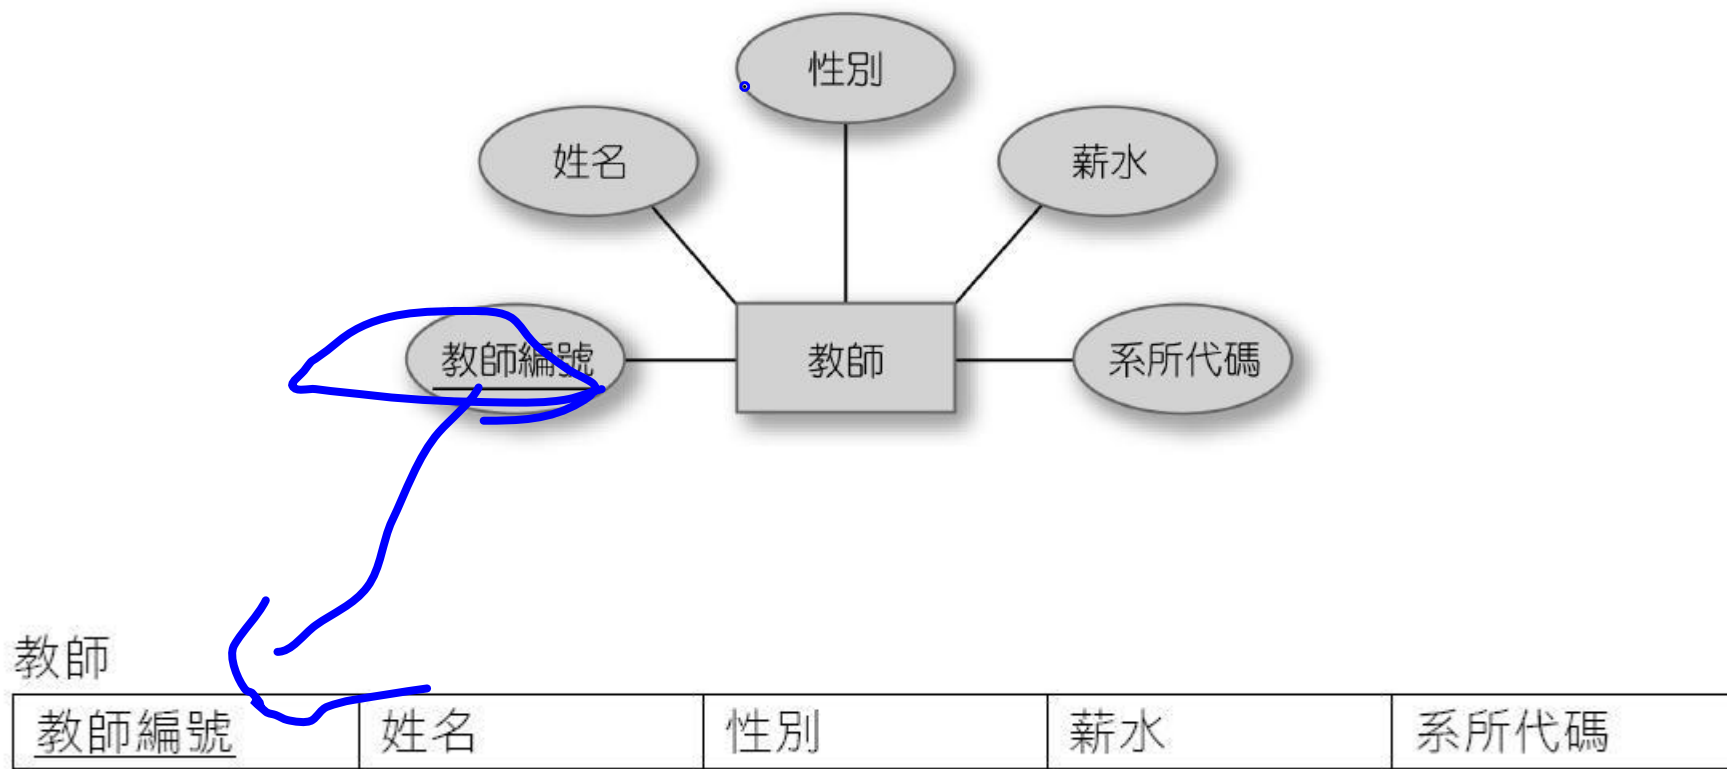 性別
姓名
薪水
教師編號
教師
系所代碼
教師
教師編號 姓名 性別 薪水 系所代碼